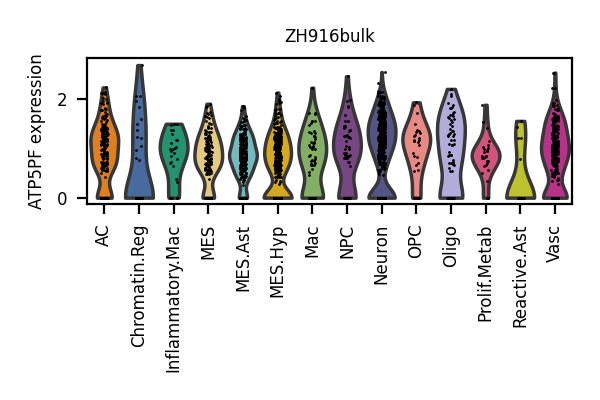 ZH916bulk
ATP5PF expression
2
0
AC
Chromatin.Reg
Inflammatory.Mac
MES
MES.Ast
MES.Hyp
Mac
NPC
Neuron
OPC
Oligo
Prolif.Metab
Reactive.Ast
Vasc